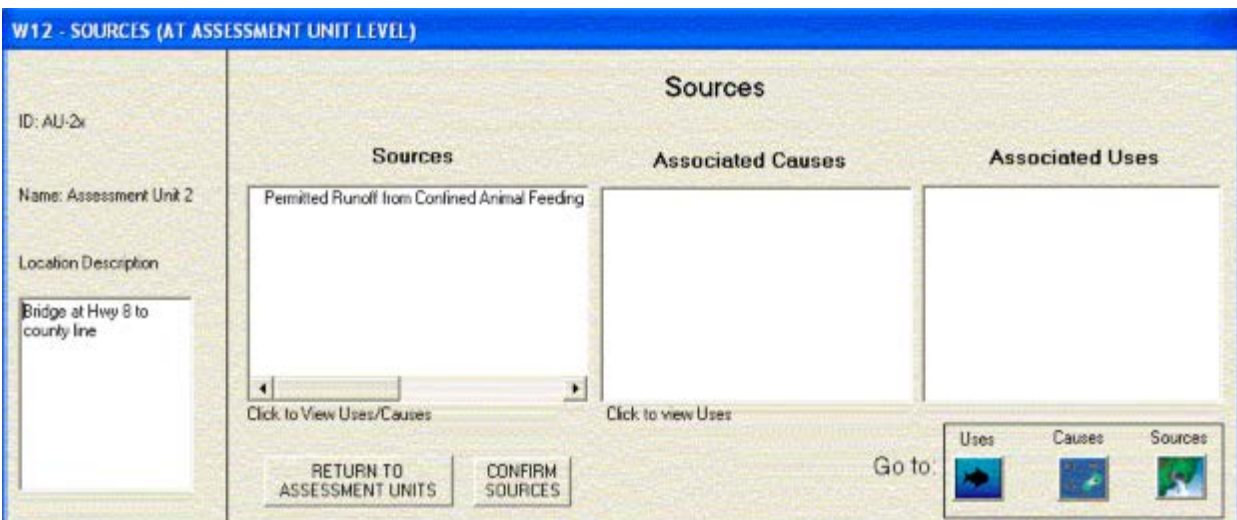 W12 - SOURCES (AT ASSESSMENT UNIT LEVEL)
ID: AU-2x
Name: Assessment Unit 2
Location Description
Bridge at Hwy 8 to
county line
Sources
Sources
Associated Causes
Associated Uses
Permitted Runoff from Confined Animal Feeding
Click to View Uses/Causes
Click to view Uses
RETURN TO
ASSESSMENT UNITS
CONFIRM
SOURCES
Go to:
Uses
Causes
Sources